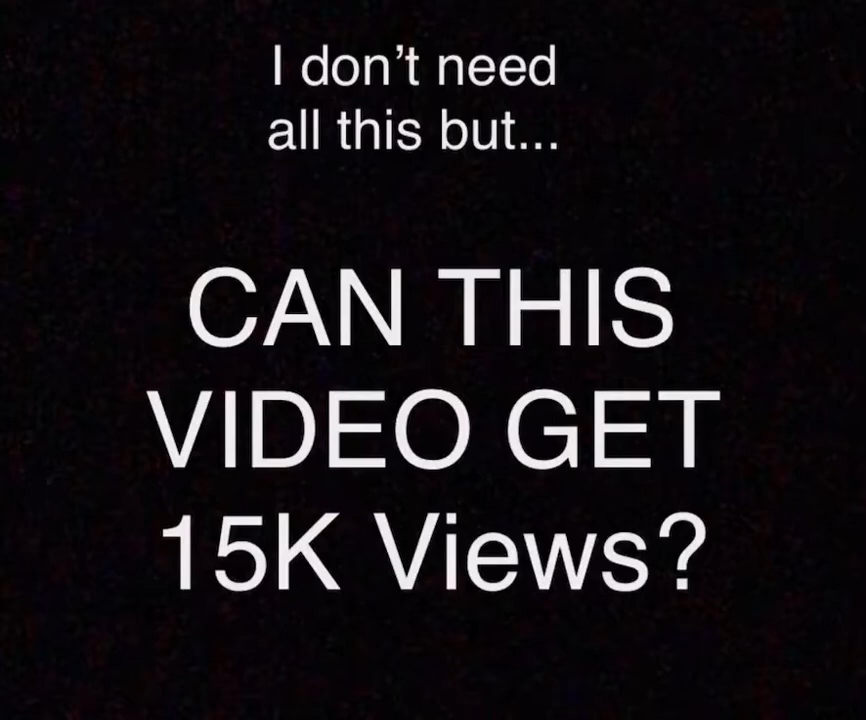 I don’t need
all this but...
CAN THIS
VIDEO GET
15K Views?